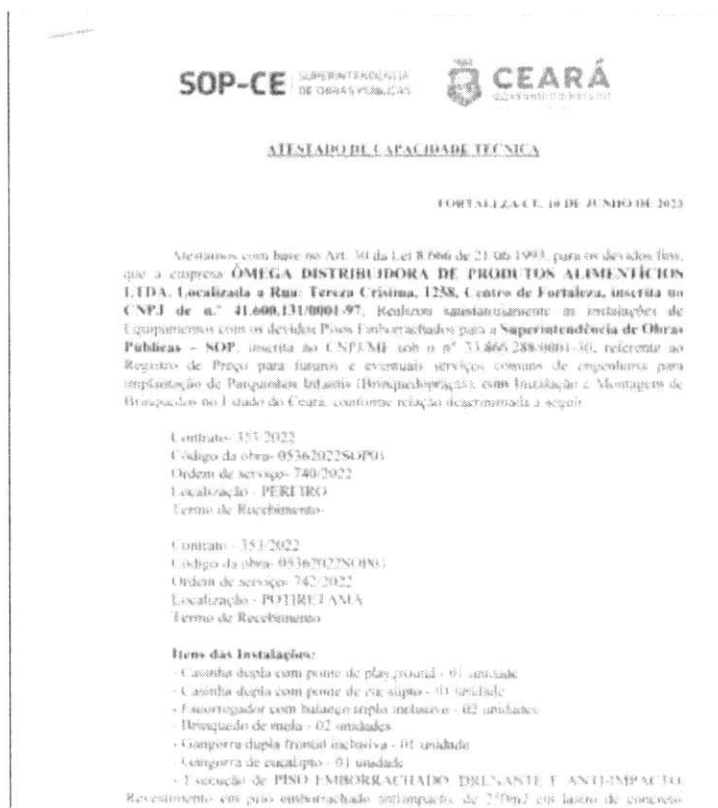 SOP-CE SUPERINTENDÊNCIA
DE OBRAS PÚBLICAS
CEARÁ
GOVERNO DO ESTADO
ATESTADO DE CAPACIDADE TÉCNICA
FORTALEZA CE, 10 DE JUNHO DE 2023
Atestamos com base no Art. 30 da Lei 8.666 de 21/06/1993, para os devidos fins,
que a empresa ÔMEGA DISTRIBUIDORA DE PRODUTOS ALIMENTÍCIOS
LTDA. Localizada a Rua: Tereza Cristina, 1258, Centro de Fortaleza, inscrita no
CNPJ de n.º 41.600.131/0001-97, Realizou satisfatoriamente as instalações de
Equipamentos com os devidos Pisos Emborrachados para a Superintendência de Obras
Públicas – SOP, inscrita no CNPJ/MF sob o nº 33.866.288/0001-30, referente ao
Registro de Preço para futuros e eventuais serviços comuns de engenharia para
implantação de Parquinhos Infantis (Brinquedopraças), com Instalação e Montagem de
Brinquedos no Estado do Ceará, conforme relação a seguir
Contrato- 353/2022
Código da obra- 05362022SOP01
Ordem de serviço- 740/2022
Localização - PEREIRO
Termo de Recebimento-
Contrato - 353/2022
Código da obra-
Ordem de serviço- 742/2022
Localização - POTIRETAMA
Termo de Recebimento
Itens das Instalações:
- Casinha dupla com ponte de play ground - 01 unidade
- Casinha dupla com ponte de eucalipto - 01 unidade
- Escorregador com balanço triplo inclusivo - 02 unidades
- Brinquedo de mola - 02 unidades
- Gangorra dupla frontal inclusiva - 01 unidade
- Gangorra de eucalipto - 01 unidade
- Execução de PISO EMBORRACHADO DRENANTE E ANTI-IMPACTO.
Revestimento em piso emborrachado antiimpacto, de 250m2 em lastro de concreto